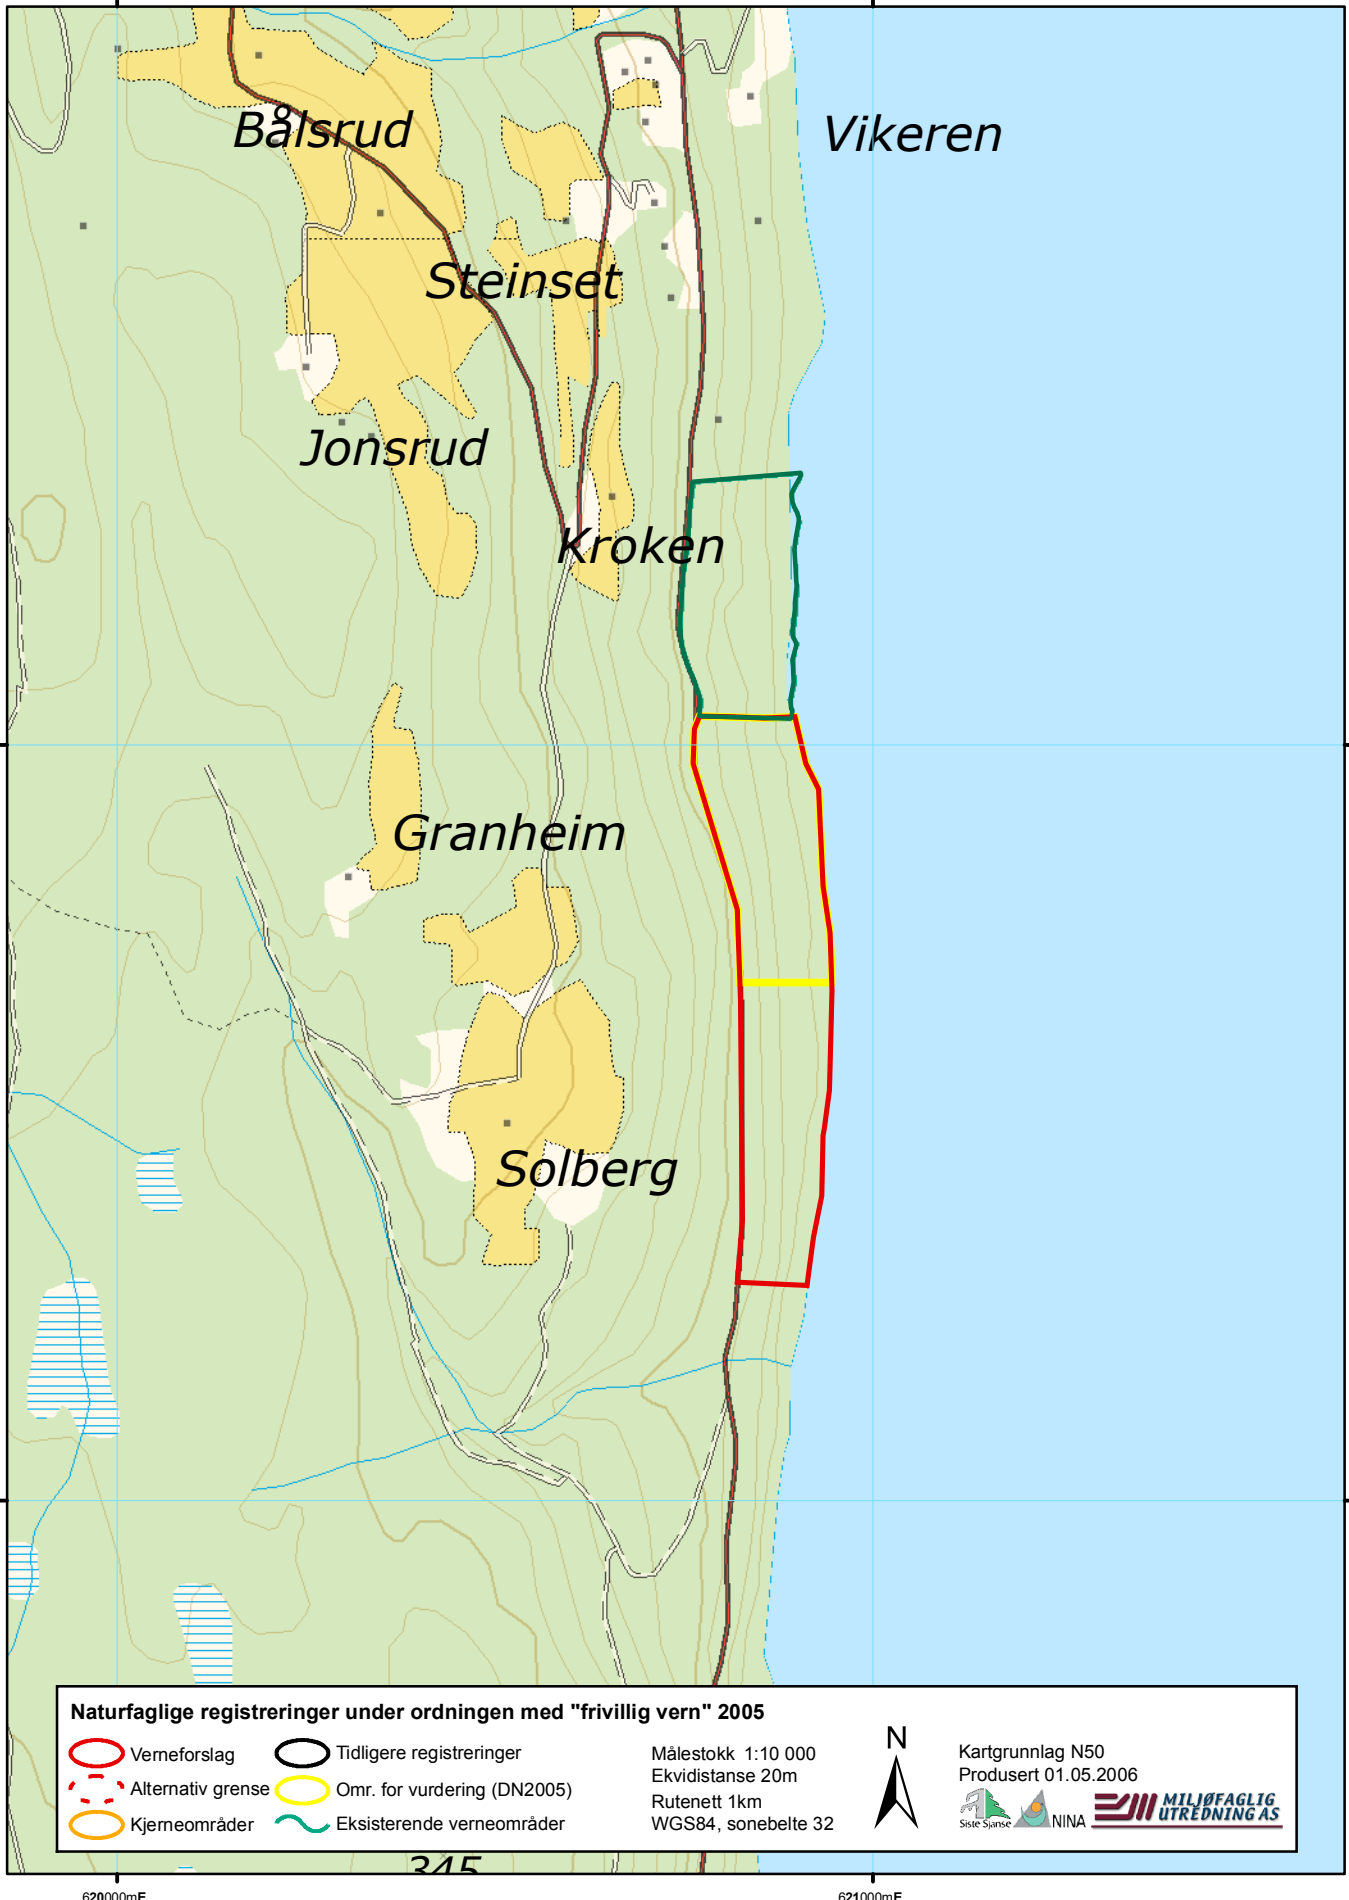 Bålsrud
Vikeren
Steinset
Jonsrud
Kroken
Granheim
Solberg
Naturfaglige registreringer under ordningen med "frivillig vern" 2005
Verneforslag
Tidligere registreringer
Alternativ grense
Omr. for vurdering (DN2005)
Kjerneområder
Eksisterende verneområder
Målestokk 1:10 000
Ekvidistanse 20m
Rutenett 1km
WGS84, sonebelte 32
N
Kartgrunnlag N50
Produsert 01.05.2006
Siste Sjanse
NINA
MILJØFAGLIG
UTREDNING AS
345
620000mE
621000mE